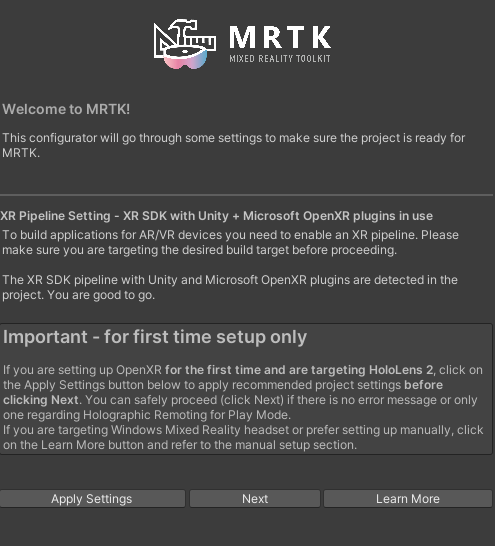 MRTK
MIXED REALITY TOOLKIT
Welcome to MRTK!
This configurator will go through some settings to make sure the project is ready for
MRTK.
XR Pipeline Setting - XR SDK with Unity + Microsoft OpenXR plugins in use
To build applications for AR/VR devices you need to enable an XR pipeline. Please
make sure you are targeting the desired build target before proceeding.
The XR SDK pipeline with Unity and Microsoft OpenXR plugins are detected in the
project. You are good to go.
Important - for first time setup only
If you are setting up OpenXR for the first time and are targeting HoloLens 2, click on
the Apply Settings button below to apply recommended project settings before
clicking Next. You can safely proceed (click Next) if there is no error message or only
one regarding Holographic Remoting for Play Mode.
If you are targeting Windows Mixed Reality headset or prefer setting up manually, click
on the Learn More button and refer to the manual setup section.
Apply Settings
Next
Learn More